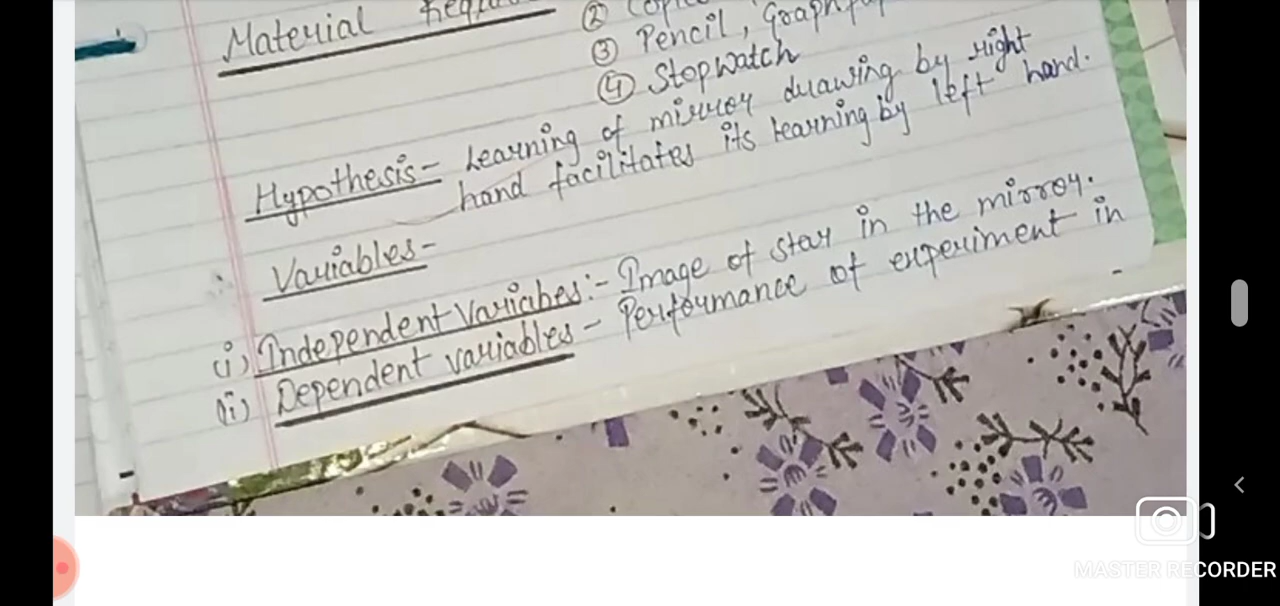 Material
② Copie
③ Pencil, Graph
④ Stopwatch
Hypothesis- Learning of mirror drawing by right
hand facilitates its learning by left hand.
Variables-
(i) Independent Variables:- Image of star in the mirror.
(ii) Dependent variables - Performance of experiment in
MASTER RECORDER